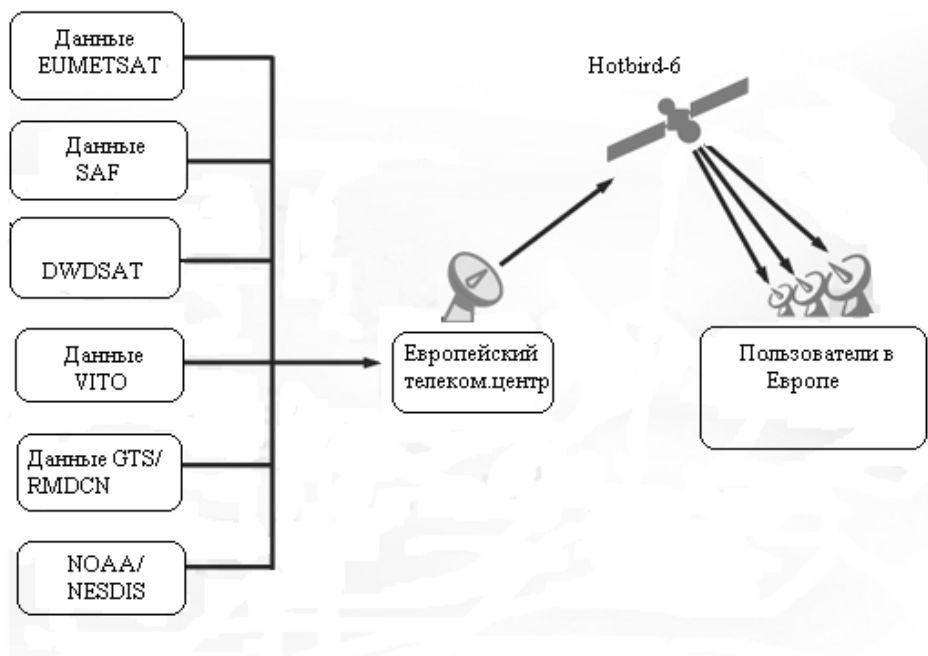 Данные
EUMETSAT
Данные
SAF
DWDSAT
Данные
VITO
Данные GTS/
RMDCN
NOAA/
NESDIS
Европейский
телеком.центр
Hotbird-6
Пользователи в
Европе